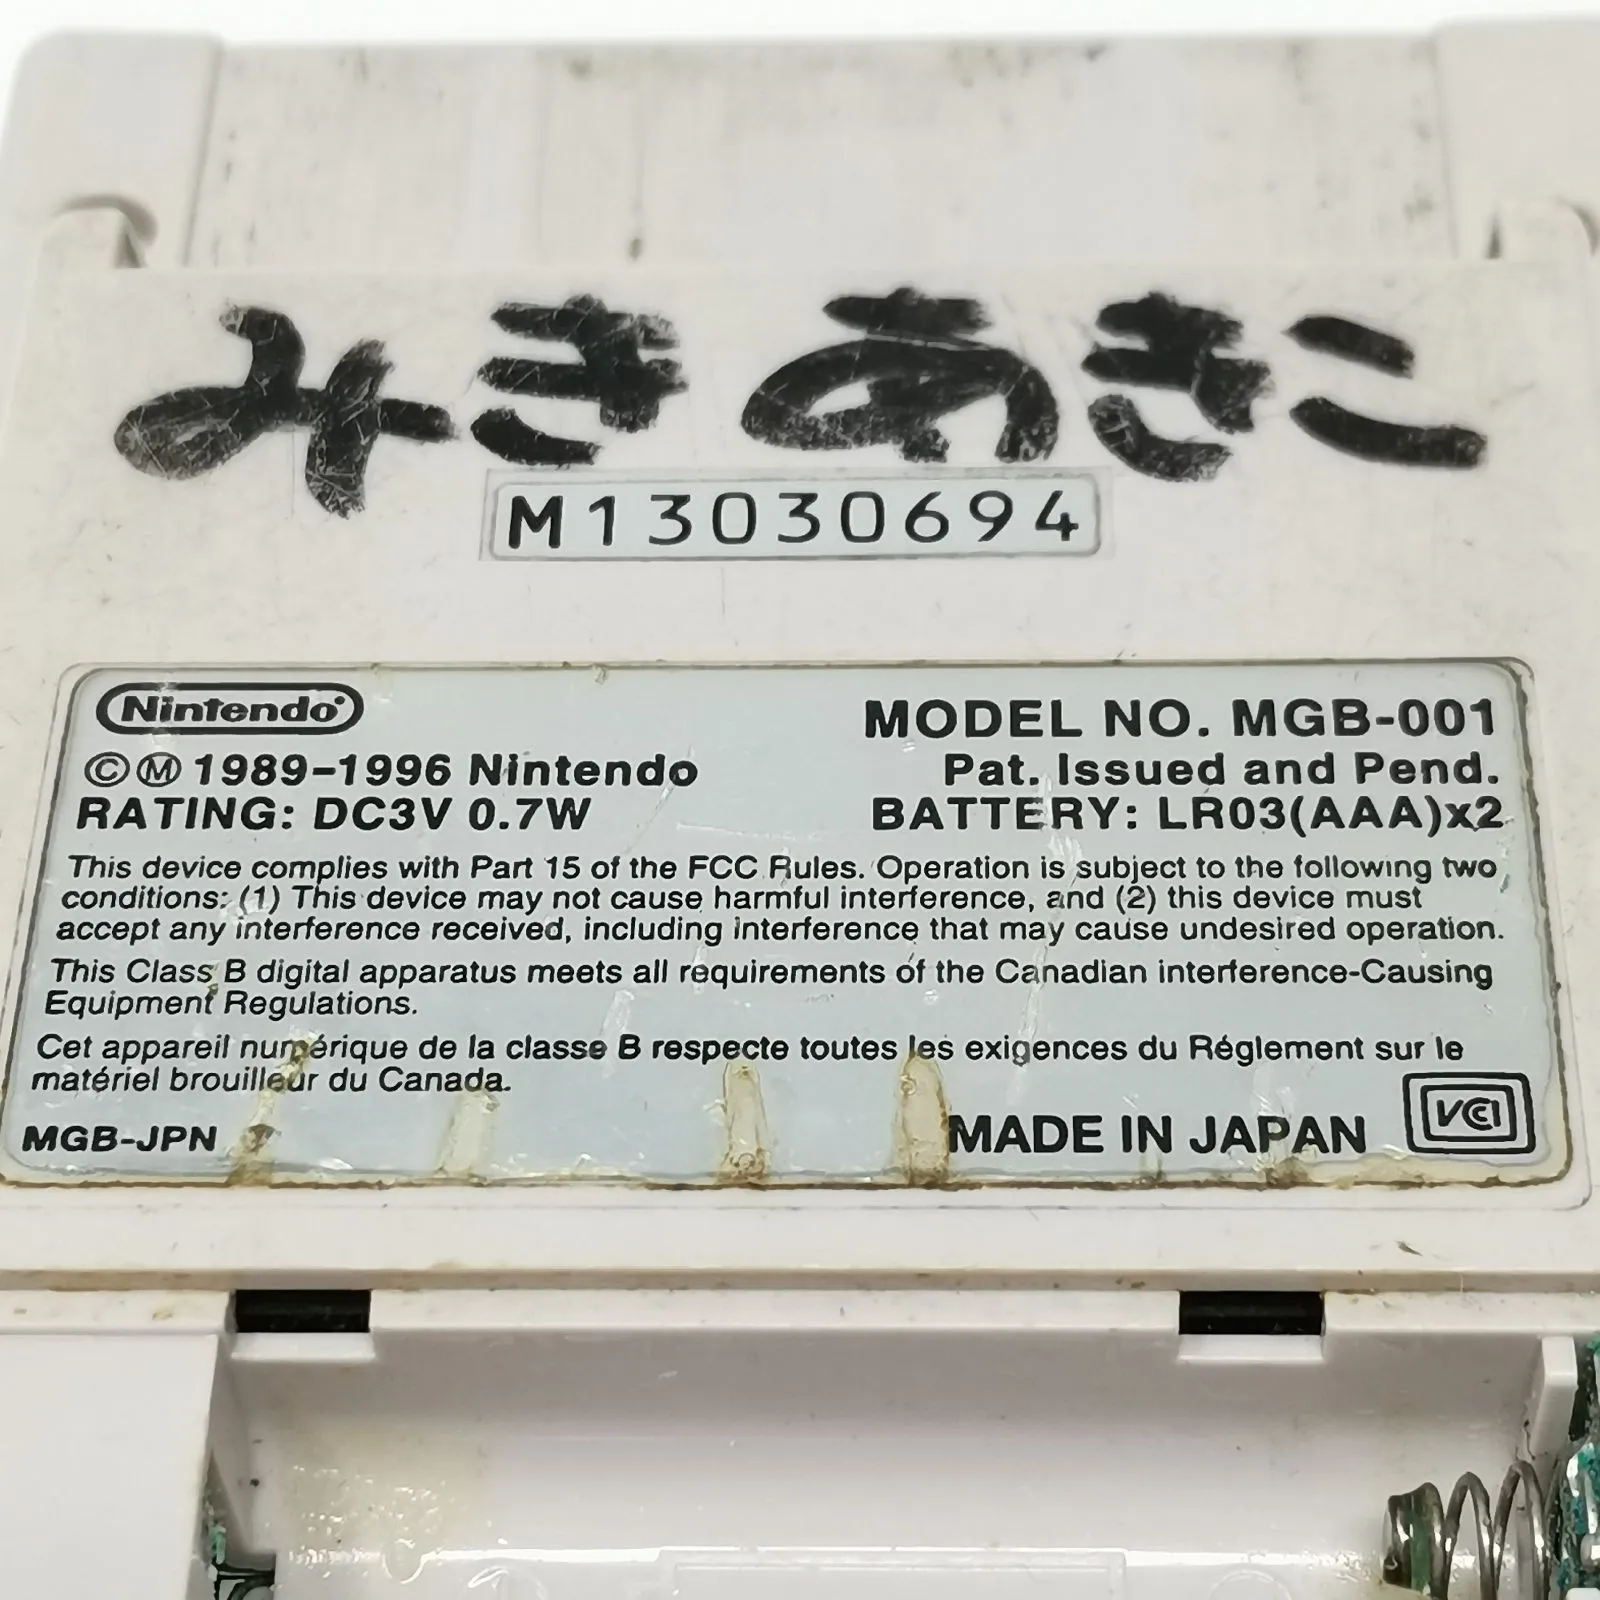 みき あきこ
M13030694
Nintendo
©Ⓜ 1989-1996 Nintendo
MODEL NO. MGB-001
Pat. Issued and Pend.
RATING: DC3V 0.7W
BATTERY: LR03(AAA)x2
This device complies with Part 15 of the FCC Rules. Operation is subject to the following two
conditions: (1) This device may not cause harmful interference, and (2) this device must
accept any interference received, including interference that may cause undesired operation.
This Class B digital apparatus meets all requirements of the Canadian interference-Causing
Equipment Regulations.
Cet appareil numérique de la classe B respecte toutes les exigences du Réglement sur le
matériel brouilleur du Canada.
MGB-JPN
MADE IN JAPAN
VCCI